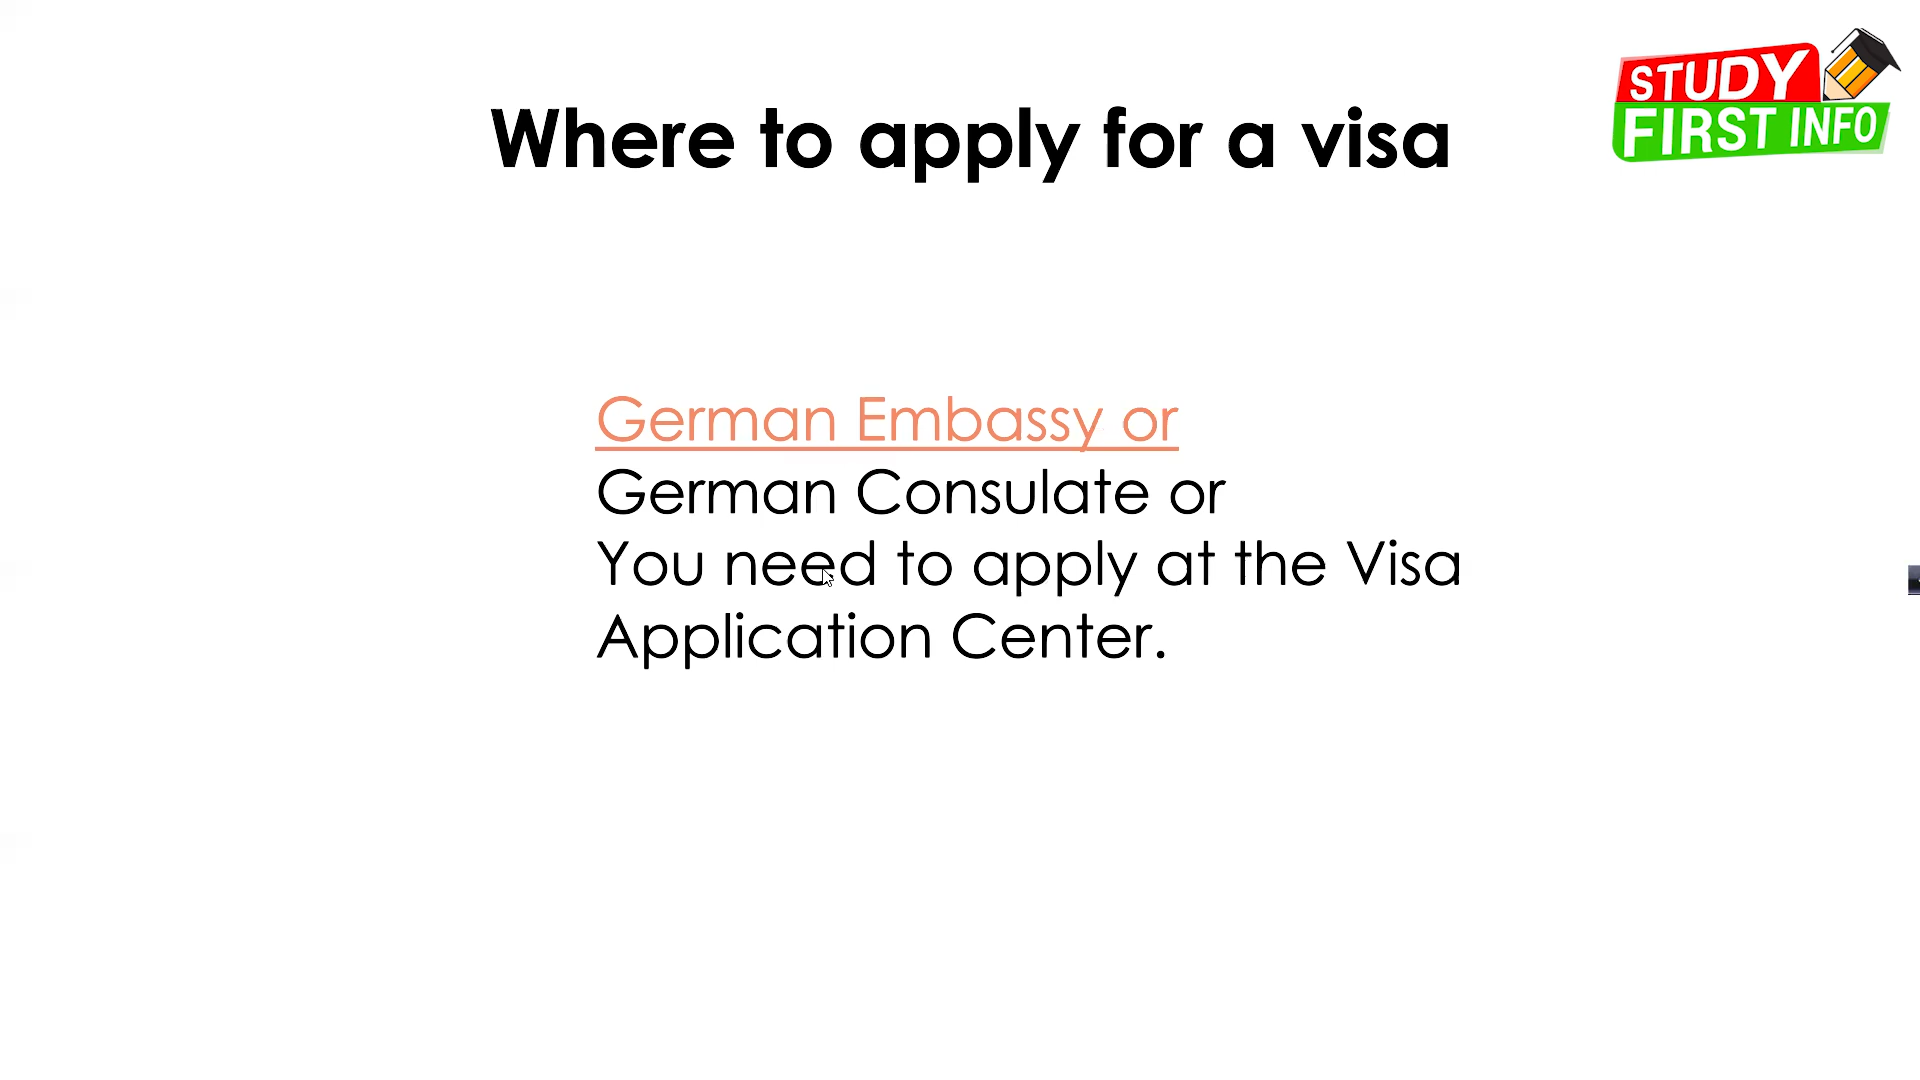 Where to apply for a visa
STUDY
FIRST INFO
German Embassy or
German Consulate or
You need to apply at the Visa
Application Center.